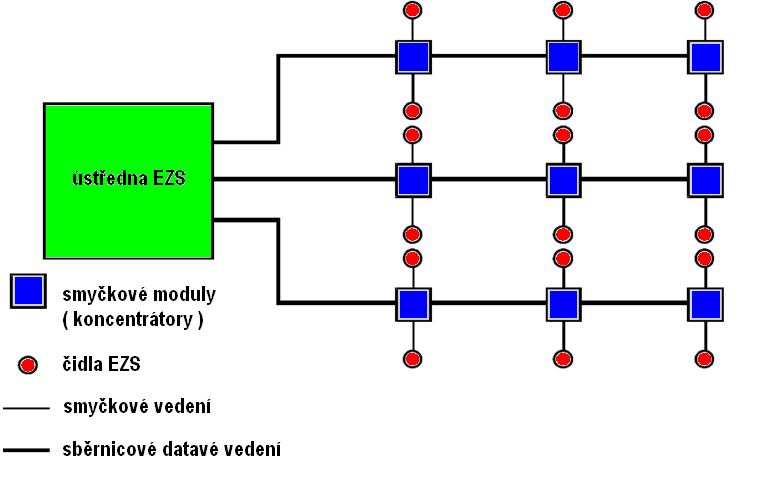 ústředna EZS
smyčkové moduly
( koncentrátory )
čidla EZS
smyčkové vedení
sběrnicové datavé vedení